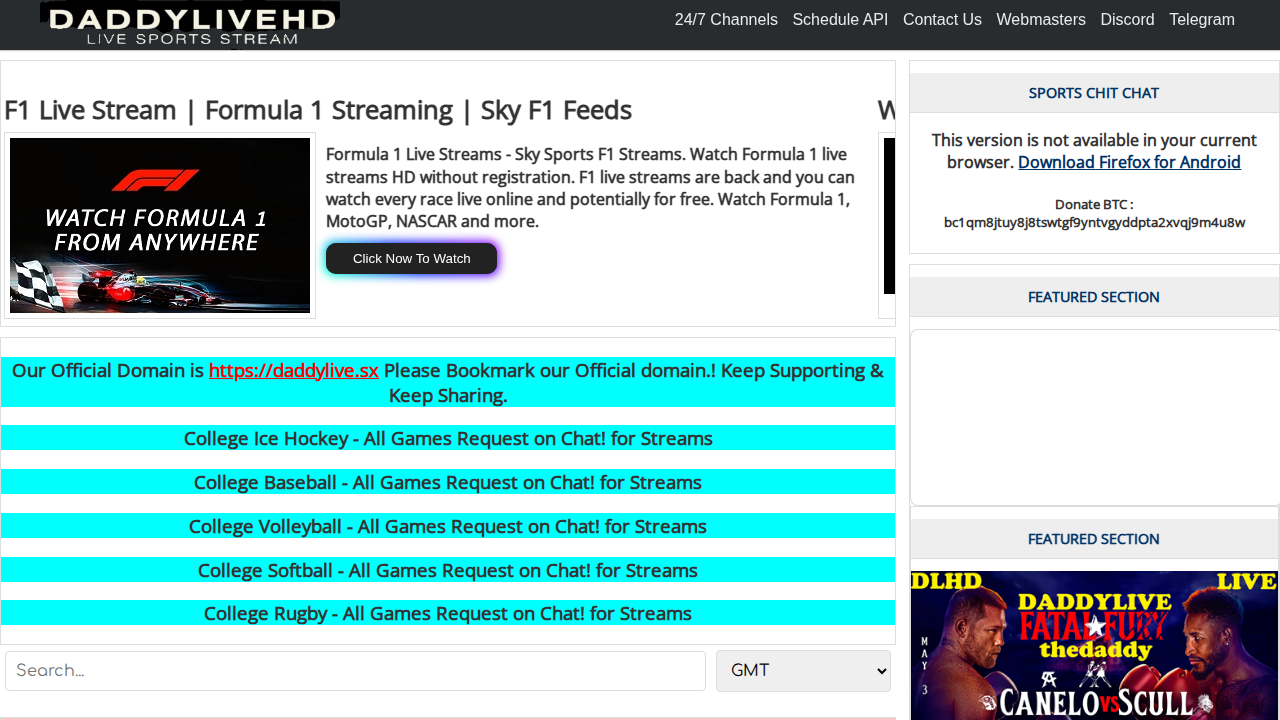 DADDYLIVEHD
LIVE SPORTS STREAM
24/7 Channels Schedule API Contact Us Webmasters Discord Telegram
F1 Live Stream | Formula 1 Streaming | Sky F1 Feeds
WATCH FORMULA 1
FROM ANYWHERE
Formula 1 Live Streams - Sky Sports F1 Streams. Watch Formula 1 live
streams HD without registration. F1 live streams are back and you can
watch every race live online and potentially for free. Watch Formula 1,
MotoGP, NASCAR and more.
Click Now To Watch
Our Official Domain is https://daddylive.sx Please Bookmark our Official domain.! Keep Supporting &
Keep Sharing.
College Ice Hockey - All Games Request on Chat! for Streams
College Baseball - All Games Request on Chat! for Streams
College Volleyball - All Games Request on Chat! for Streams
College Softball - All Games Request on Chat! for Streams
College Rugby - All Games Request on Chat! for Streams
Search...
GMT
SPORTS CHIT CHAT
This version is not available in your current
browser. Download Firefox for Android
Donate BTC :
bc1qm8jtuy8j8tswtgf9yntvgyddpta2xvqj9m4u8w
FEATURED SECTION
FEATURED SECTION
DLHD LIVE
DADDYLIVE
FATAL FURY
thedaddy
MAY 3
CANELO VS SCULL